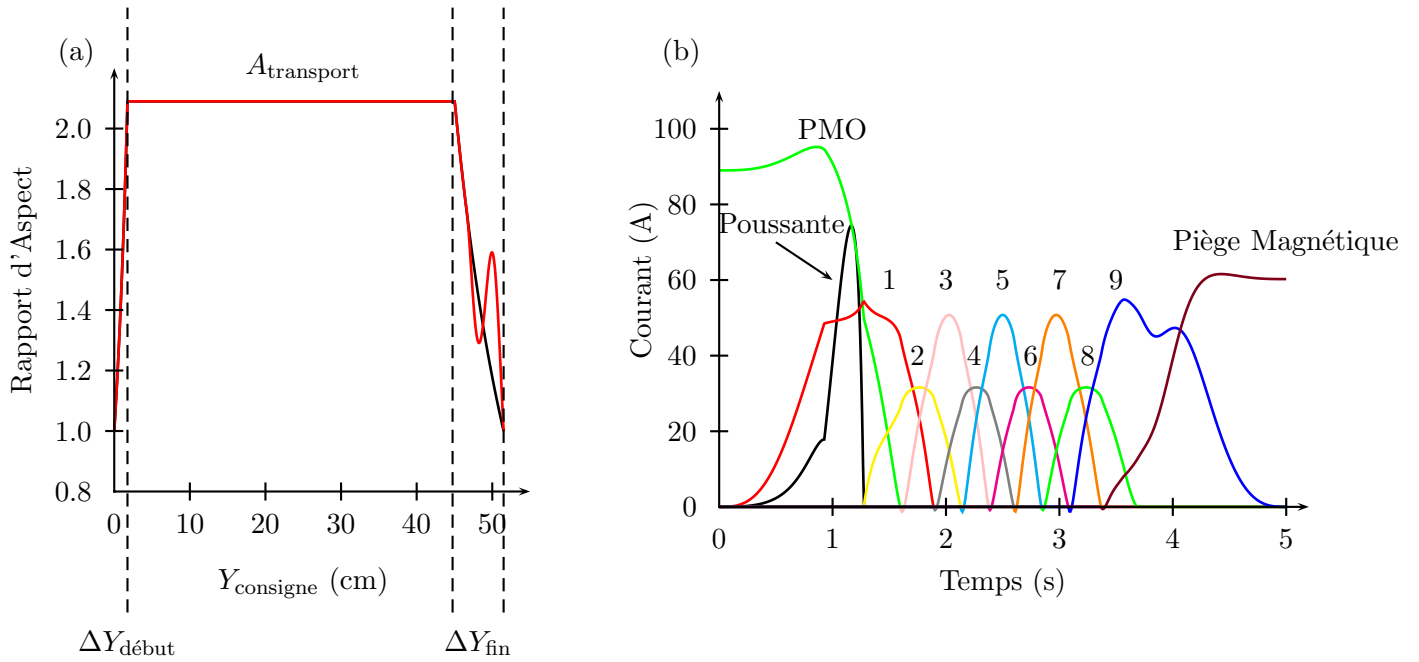 (a)
A_transport
Rapport d'Aspect
2.0
1.8
1.6
1.4
1.2
1.0
0.8
0 10 20 30 40 50
Y_consigne (cm)
ΔY_début
ΔY_fin
(b)
Courant (A)
100
80
60
40
20
0
PMO
Poussante
Piège Magnétique
1 3 5 7 9
2 4 6 8
0 1 2 3 4 5
Temps (s)